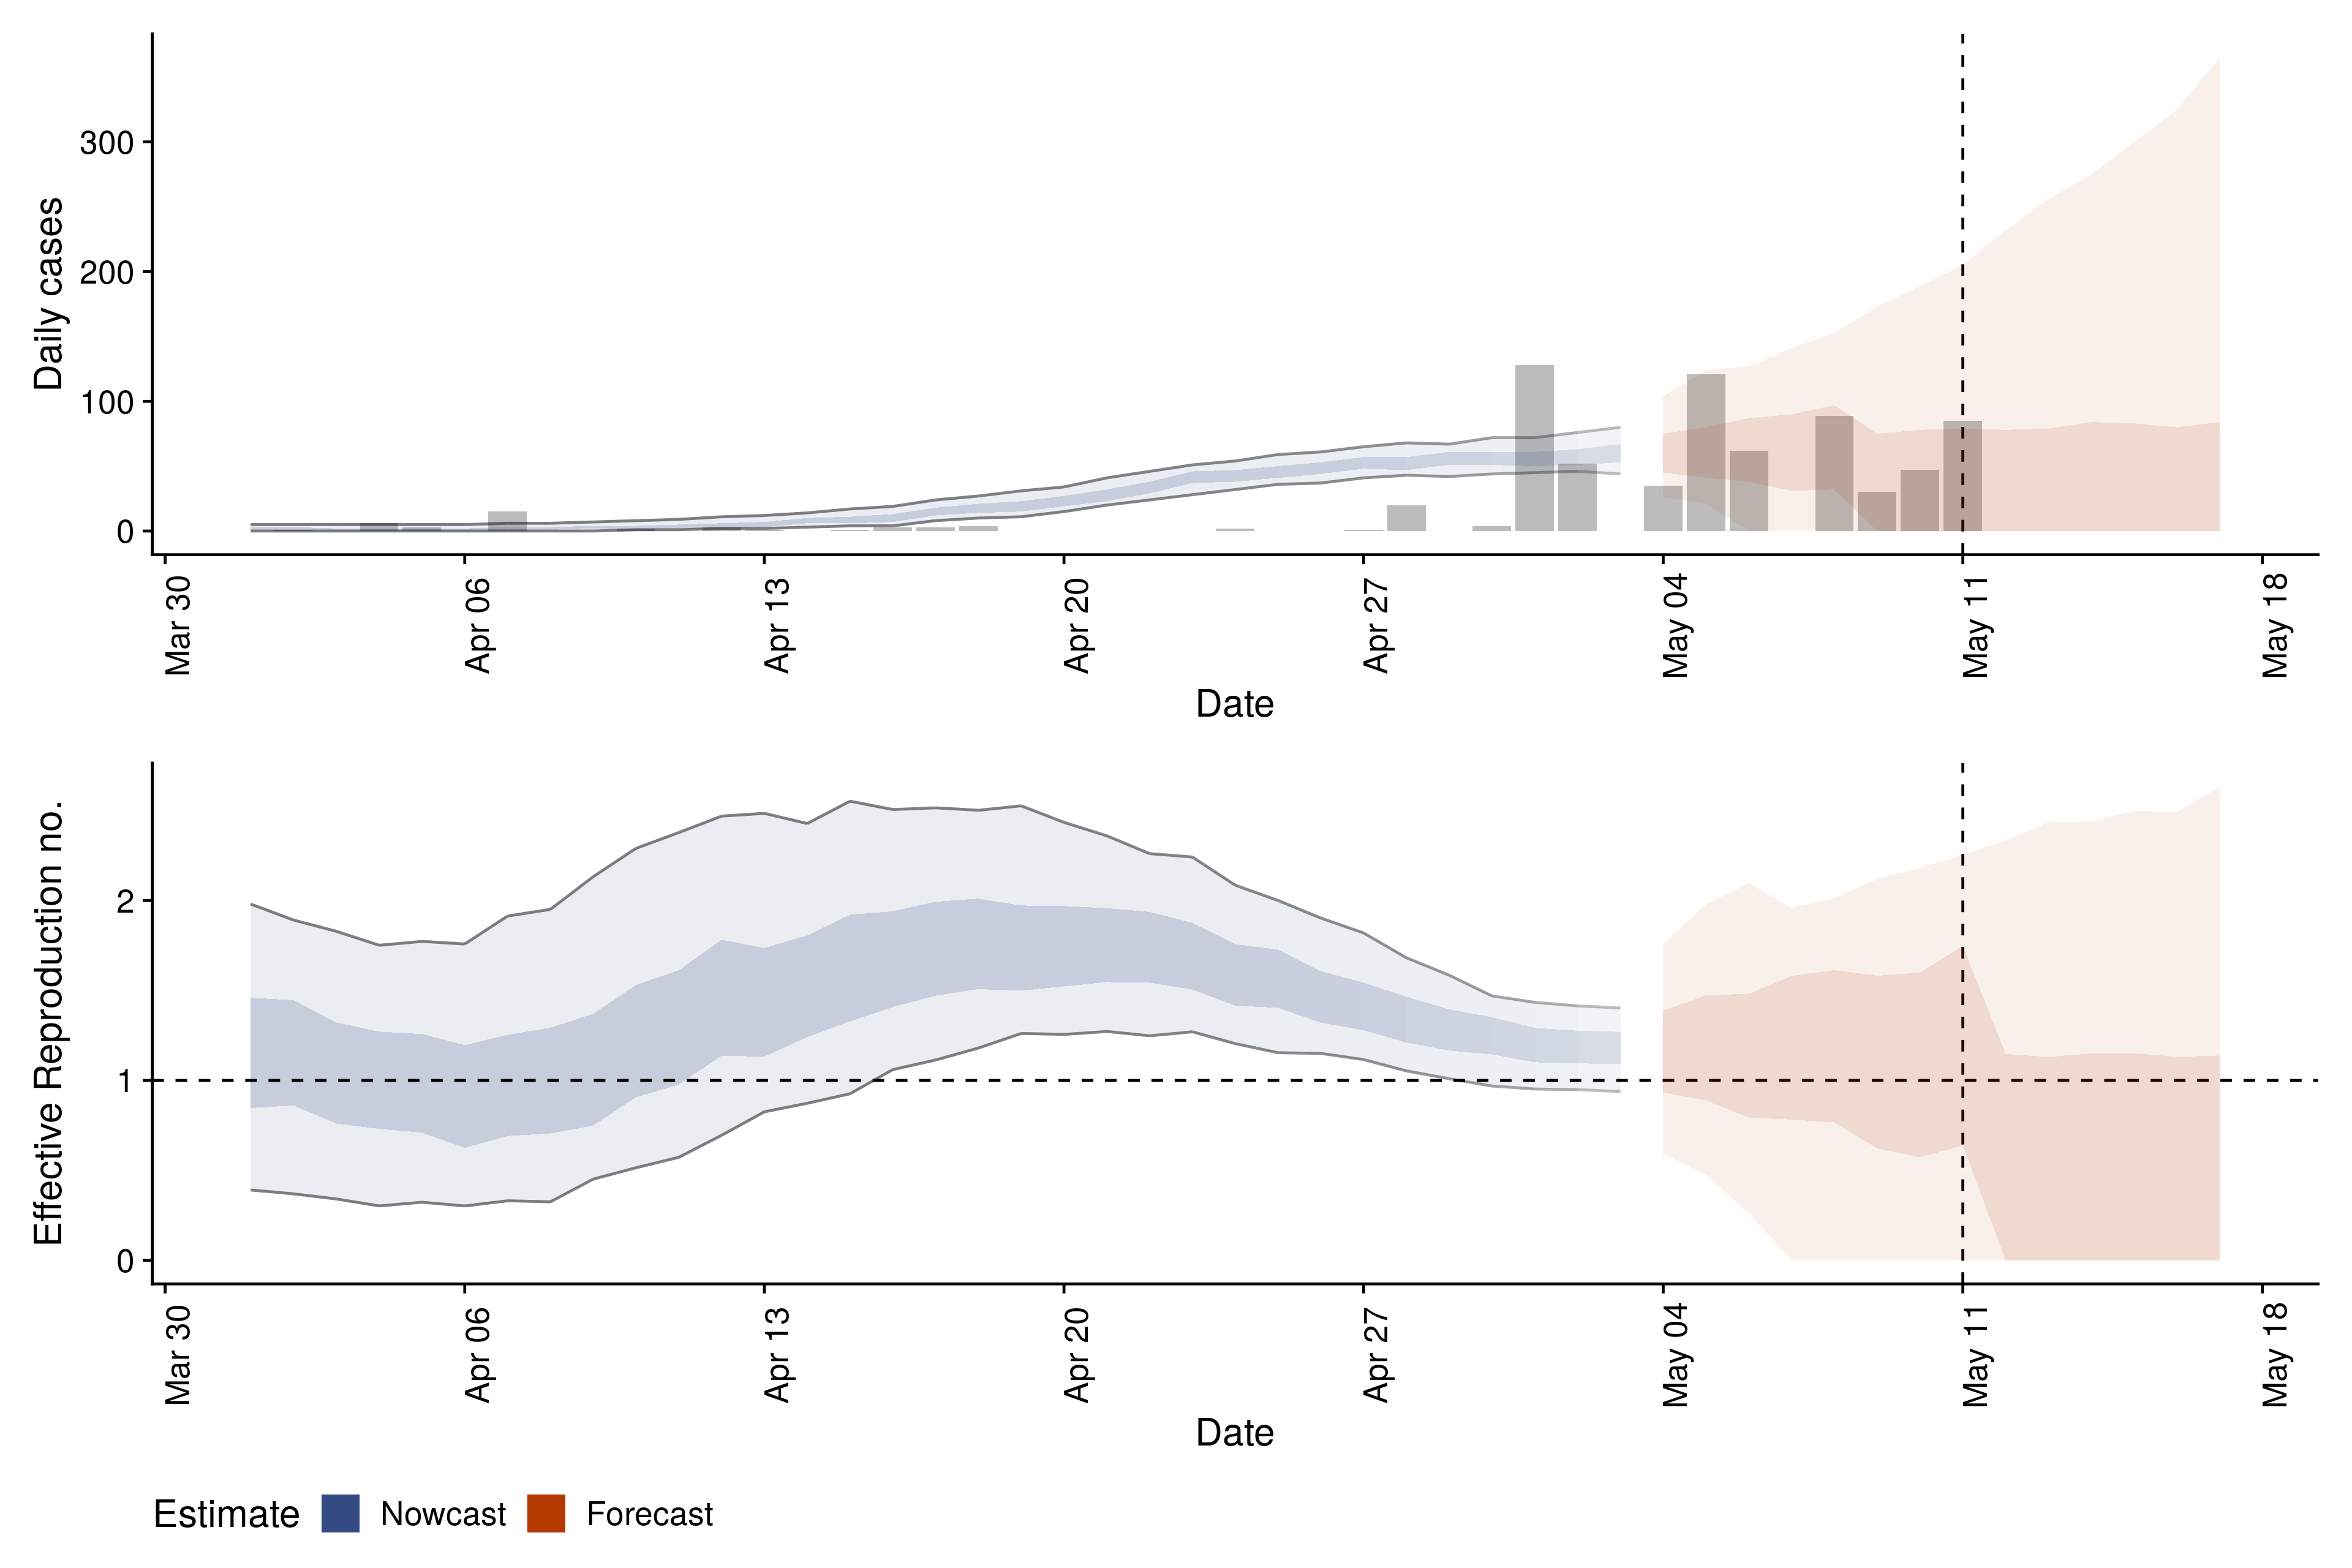 Daily cases
300
200
100
0
Mar 30
Apr 06
Apr 13
Apr 20
Apr 27
May 04
May 11
May 18
Date
Effective Reproduction no.
2
1
0
Mar 30
Apr 06
Apr 13
Apr 20
Apr 27
May 04
May 11
May 18
Date
Estimate Nowcast Forecast